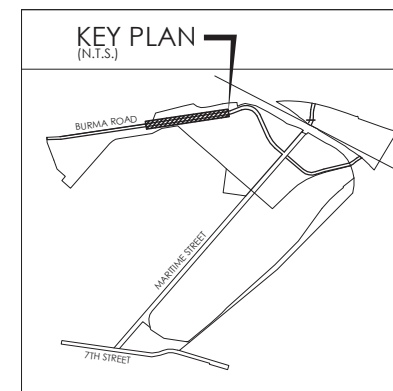 KEY PLAN
(N.T.S.)
BURMA ROAD
MARITIME STREET
7TH STREET